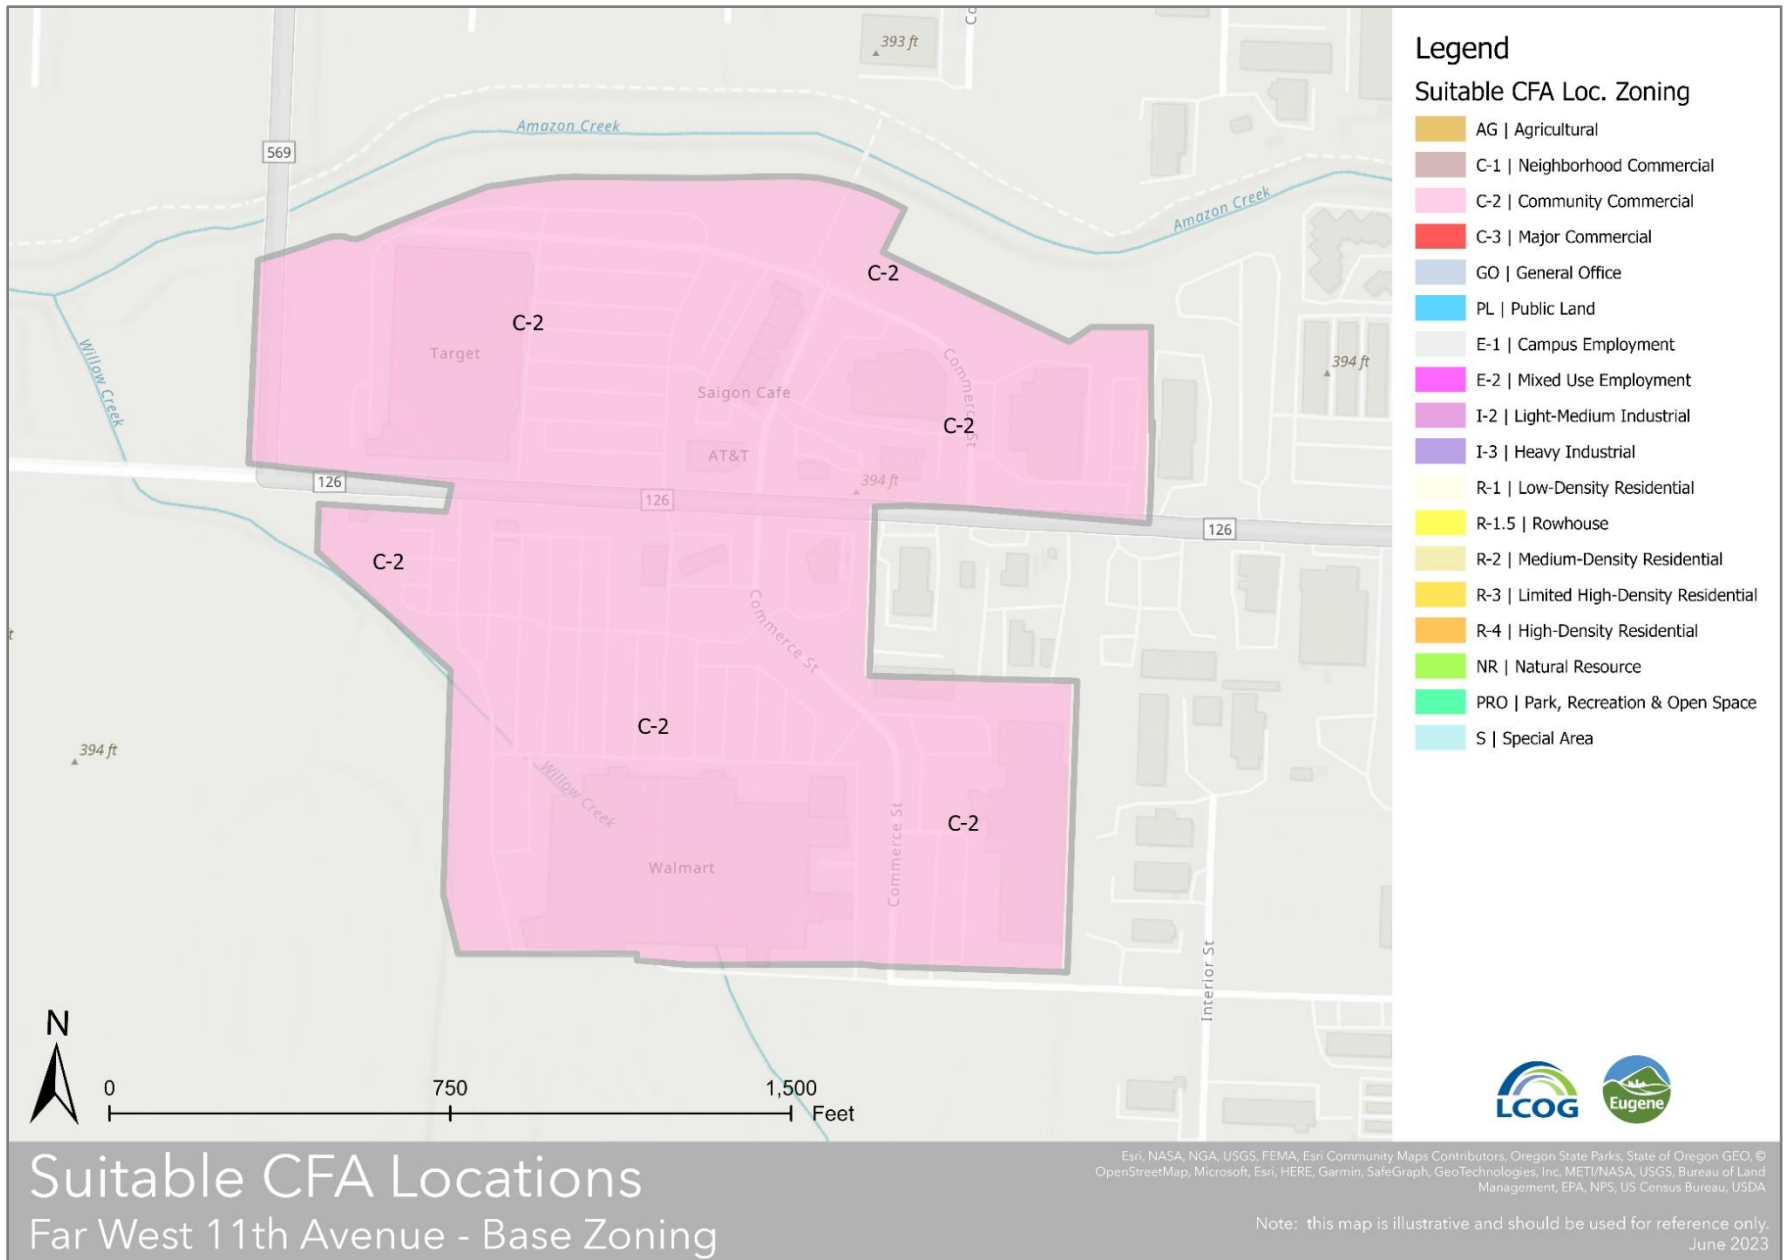 393 ft
Amazon Creek
569
Amazon Creek
C-2
C-2
Willow Creek
Target
Saigon Cafe
Commerce St
C-2
394 ft
AT&T
126
126
394 ft
126
C-2
Commerce St
C-2
394 ft
Willow Creek
Walmart
Commerce St
C-2
Interior St
N
0 750 1,500
Feet
Legend
Suitable CFA Loc. Zoning
AG | Agricultural
C-1 | Neighborhood Commercial
C-2 | Community Commercial
C-3 | Major Commercial
GO | General Office
PL | Public Land
E-1 | Campus Employment
E-2 | Mixed Use Employment
I-2 | Light-Medium Industrial
I-3 | Heavy Industrial
R-1 | Low-Density Residential
R-1.5 | Rowhouse
R-2 | Medium-Density Residential
R-3 | Limited High-Density Residential
R-4 | High-Density Residential
NR | Natural Resource
PRO | Park, Recreation & Open Space
S | Special Area
LCOG
Eugene
Suitable CFA Locations
Far West 11th Avenue - Base Zoning
Esri, NASA, NGA, USGS, FEMA, Esri Community Maps Contributors, Oregon State Parks, State of Oregon GEO, ©
OpenStreetMap, Microsoft, Esri, HERE, Garmin, SafeGraph, GeoTechnologies, Inc, METI/NASA, USGS, Bureau of Land
Management, EPA, NPS, US Census Bureau, USDA
Note: this map is illustrative and should be used for reference only.
June 2023